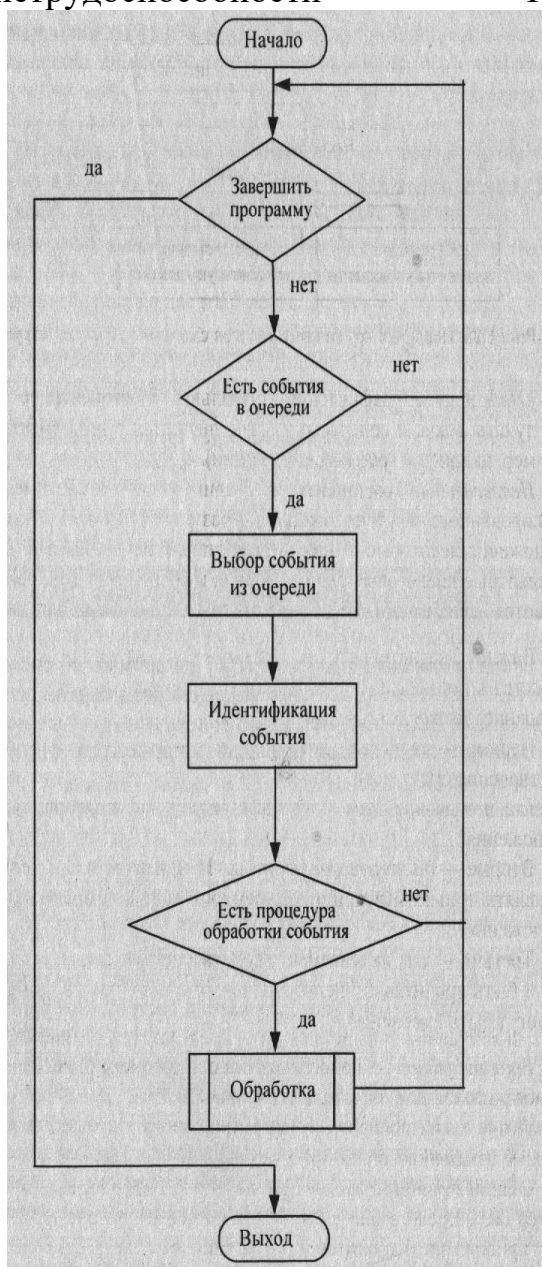 Начало
да
Завершить
программу
нет
Есть события
в очереди
нет
да
Выбор события
из очереди
Идентификация
события
Есть процедура
обработки события
нет
да
Обработка
Выход